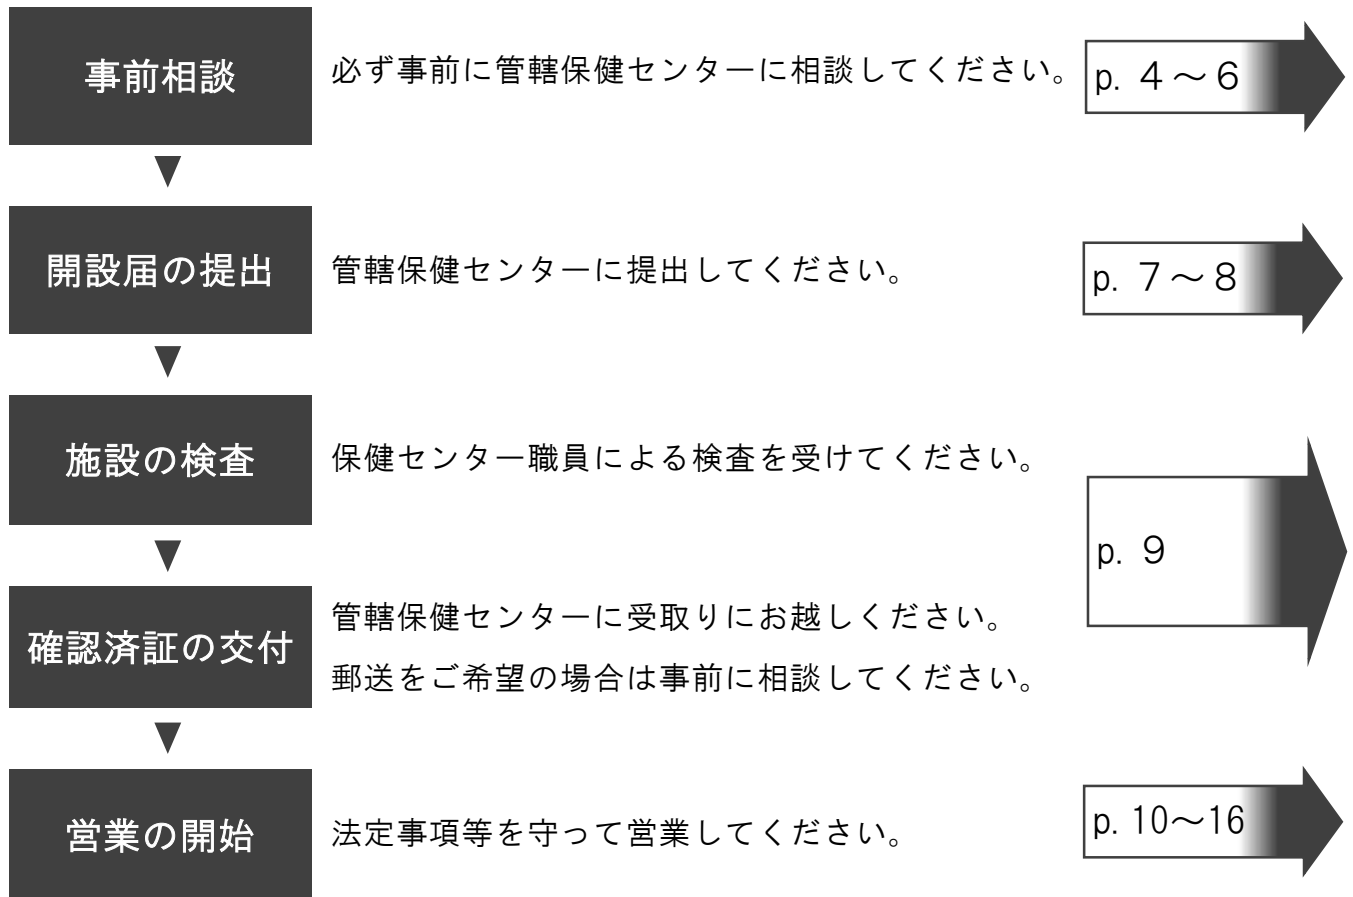 事前相談
必ず事前に管轄保健センターに相談してください。
p. 4～6
開設届の提出
管轄保健センターに提出してください。
p. 7～8
施設の検査
保健センター職員による検査を受けてください。
p. 9
確認済証の交付
管轄保健センターに受取りにお越しください。
郵送をご希望の場合は事前に相談してください。
営業の開始
法定事項等を守って営業してください。
p. 10～16